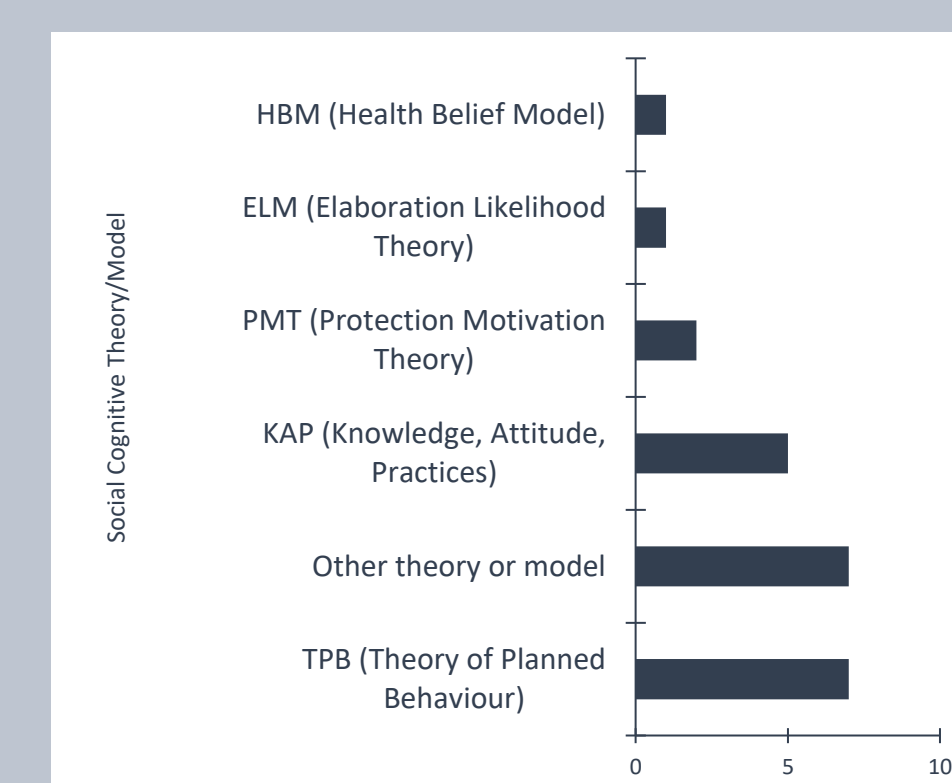 Social Cognitive Theory/Model
HBM (Health Belief Model)
ELM (Elaboration Likelihood
Theory)
PMT (Protection Motivation
Theory)
KAP (Knowledge, Attitude,
Practices)
Other theory or model
TPB (Theory of Planned
Behaviour)
0 5 10